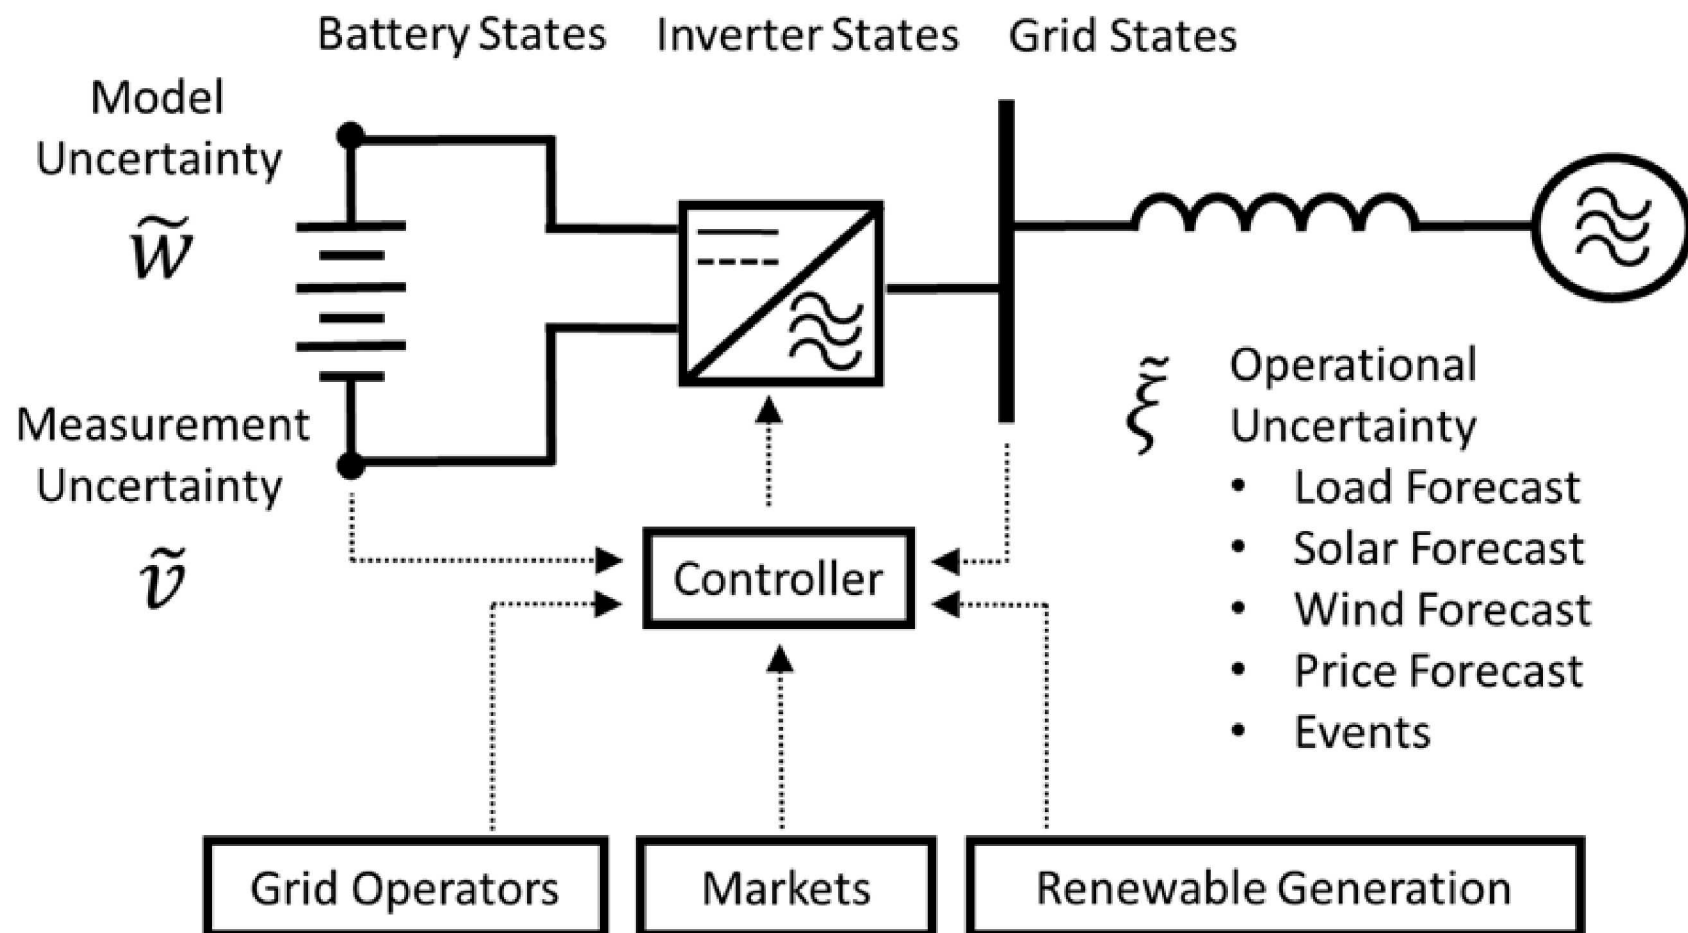 Battery States Inverter States Grid States
Model
Uncertainty
w̃
Measurement
Uncertainty
ṽ
ξ̃
Operational
Uncertainty
• Load Forecast
• Solar Forecast
• Wind Forecast
• Price Forecast
• Events
Controller
Grid Operators
Markets
Renewable Generation